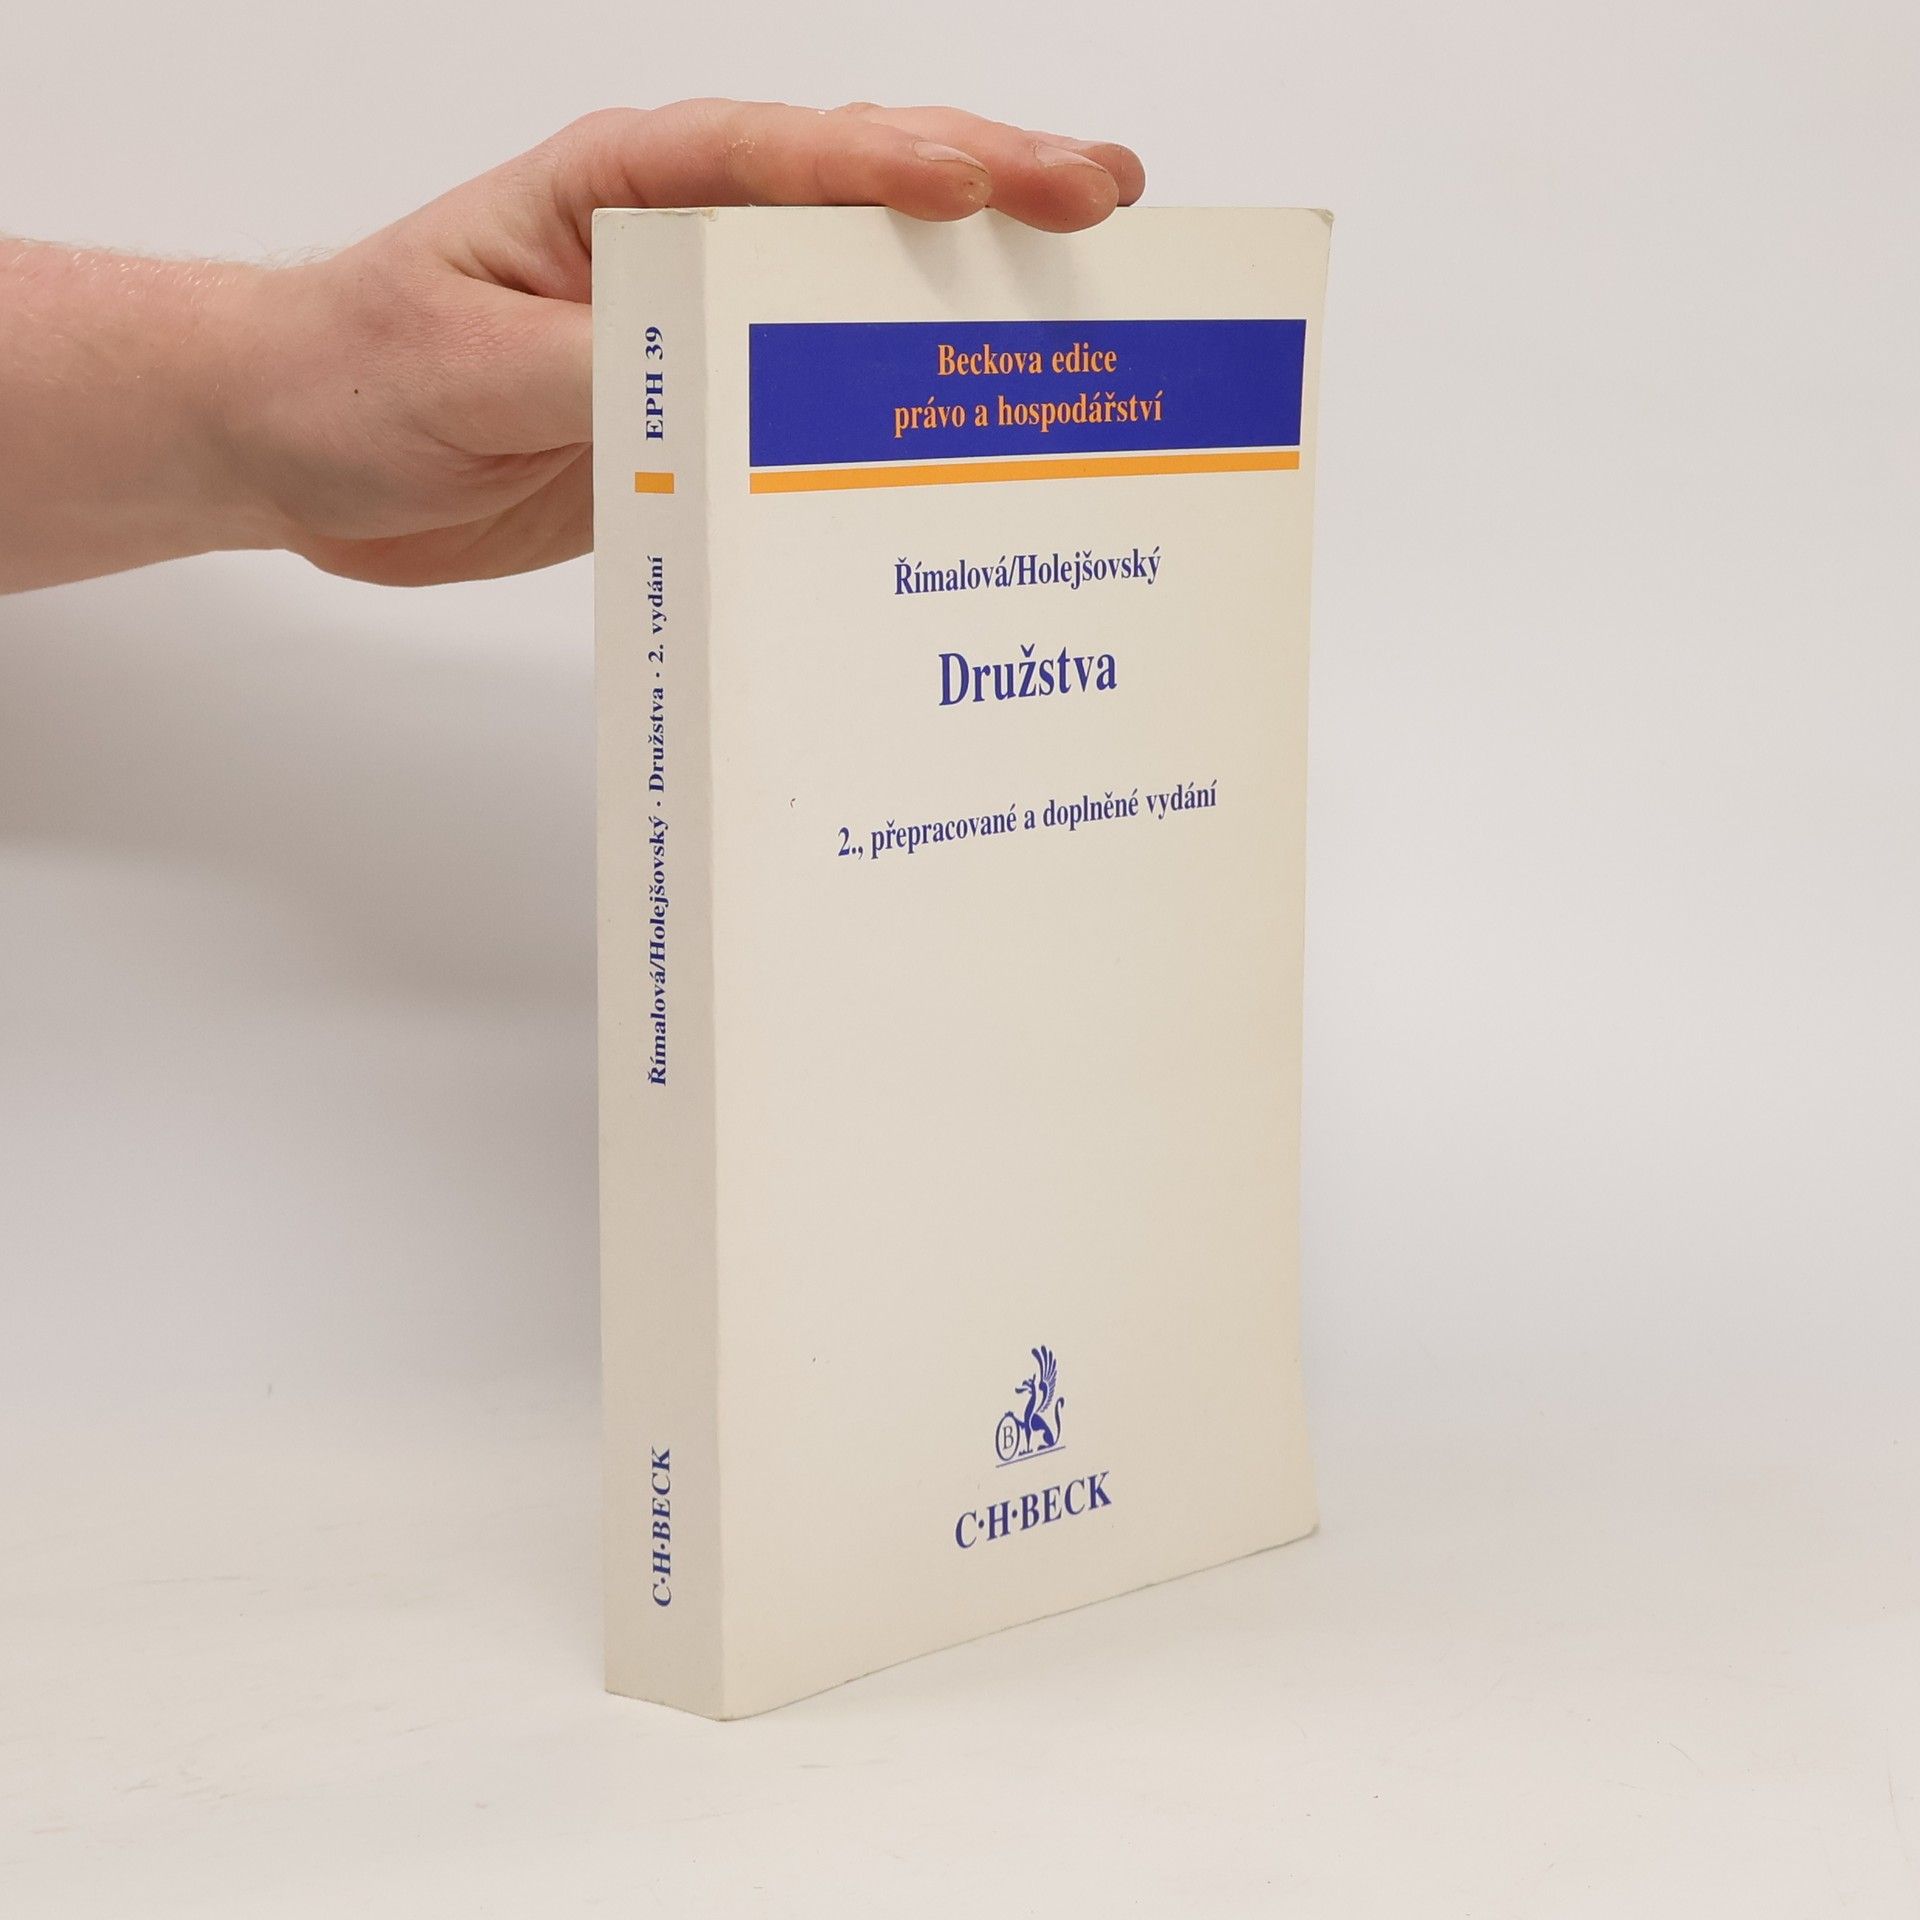 EPH 39
Římalová/Holejšovský · Družstva · 2. vydání
C·H·BECK
Beckova edice
právo a hospodářství
Římalová/Holejšovský
Družstva
2., přepracované a doplněné vydání
B
C·H·BECK